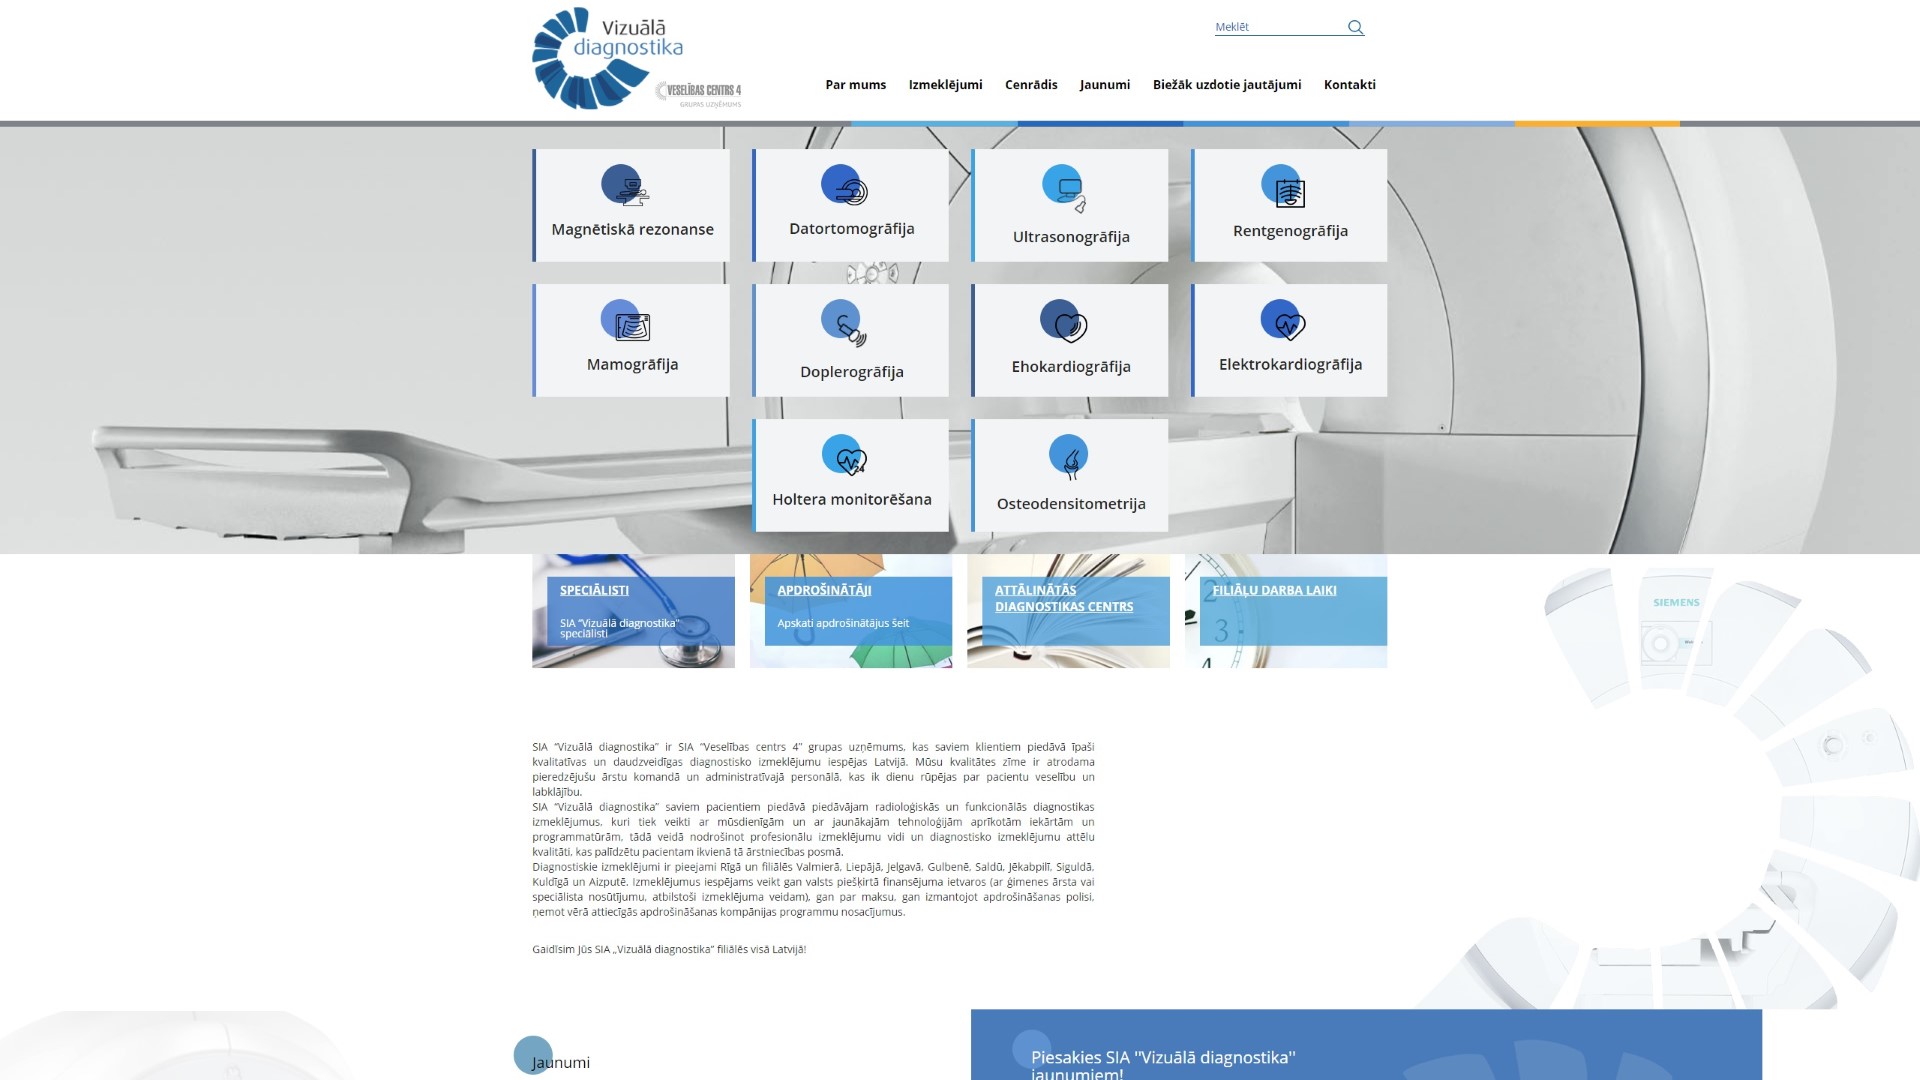 Vizuālā
diagnostika
VESELĪBAS CENTRS 4
GRUPAS UZŅĒMUMS
Meklēt
Par mums
Izmeklējumi
Cenrādis
Jaunumi
Biežāk uzdotie jautājumi
Kontakti
Magnētiskā rezonanse
Datortomogrāfija
Ultrasonogrāfija
Rentgenogrāfija
Mamogrāfija
Doplerogrāfija
Ehokardiogrāfija
Elektrokardiogrāfija
Holtera monitorēšana
Osteodensitometrija
SPECIĀLISTI
SIA “Vizuālā diagnostika”
speciālisti
APDROŠINĀTĀJI
Apskati apdrošinātājus šeit
ATTĀLINĀTĀS
DIAGNOSTIKAS CENTRS
FILIĀĻU DARBA LAIKI
SIEMENS
SIA “Vizuālā diagnostika” ir SIA “Veselības centrs 4” grupas uzņēmums, kas saviem klientiem piedāvā īpaši
kvalitatīvas un daudzveidīgas diagnostisko izmeklējumu iespējas Latvijā. Mūsu kvalitātes zīme ir atrodama
pieredzējušu ārstu komandā un administratīvajā personālā, kas ik dienu rūpējas par pacientu veselību un
labklājību.
SIA “Vizuālā diagnostika” saviem pacientiem piedāvā piedāvājam radioloģiskās un funkcionālās diagnostikas
izmeklējumus, kuri tiek veikti ar mūsdienīgām un ar jaunākajām tehnoloģijām aprīkotām iekārtām un
programmatūrām, tādā veidā nodrošinot profesionālu izmeklējumu vidi un diagnostisko izmeklējumu attēlu
kvalitāti, kas palīdzētu pacientam ikvienā tā ārstniecības posmā.
Diagnostiskie izmeklējumi ir pieejami Rīgā un filiālēs Valmierā, Liepājā, Jelgavā, Gulbenē, Saldū, Jēkabpilī, Siguldā,
Kuldīgā un Aizputē. Izmeklējumus iespējams veikt gan valsts piešķirtā finansējuma ietvaros (ar ģimenes ārsta vai
speciālista nosūtījumu, atbilstoši izmeklējuma veidam), gan par maksu, gan izmantojot apdrošināšanas polisi,
ņemot vērā attiecīgās apdrošināšanas kompānijas programmu nosacījumus.
Gaidīsim Jūs SIA „Vizuālā diagnostika” filiālēs visā Latvijā!
Jaunumi
Piesakies SIA "Vizuālā diagnostika"
jaunumiem!